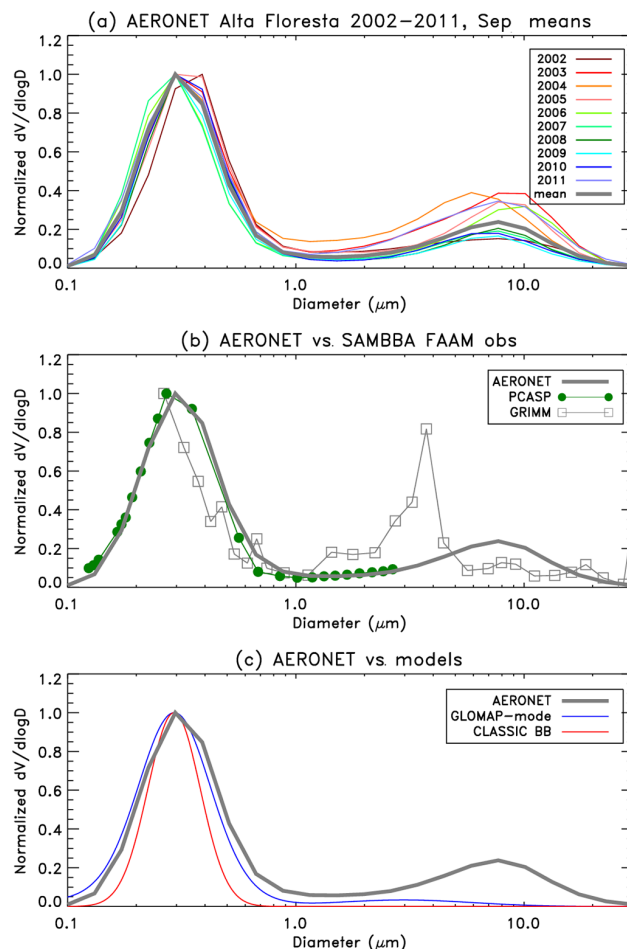 (a) AERONET Alta Floresta 2002−2011, Sep means
1.2
1.0
0.8
0.6
0.4
0.2
0.0
Normalized dV/dlogD
2002
2003
2004
2005
2006
2007
2008
2009
2010
2011
mean
0.1 1.0 10.0
Diameter (μm)
(b) AERONET vs. SAMBBA FAAM obs
1.2
1.0
0.8
0.6
0.4
0.2
0.0
Normalized dV/dlogD
AERONET
PCASP
GRIMM
0.1 1.0 10.0
Diameter (μm)
(c) AERONET vs. models
1.2
1.0
0.8
0.6
0.4
0.2
0.0
Normalized dV/dlogD
AERONET
GLOMAP−mode
CLASSIC BB
0.1 1.0 10.0
Diameter (μm)